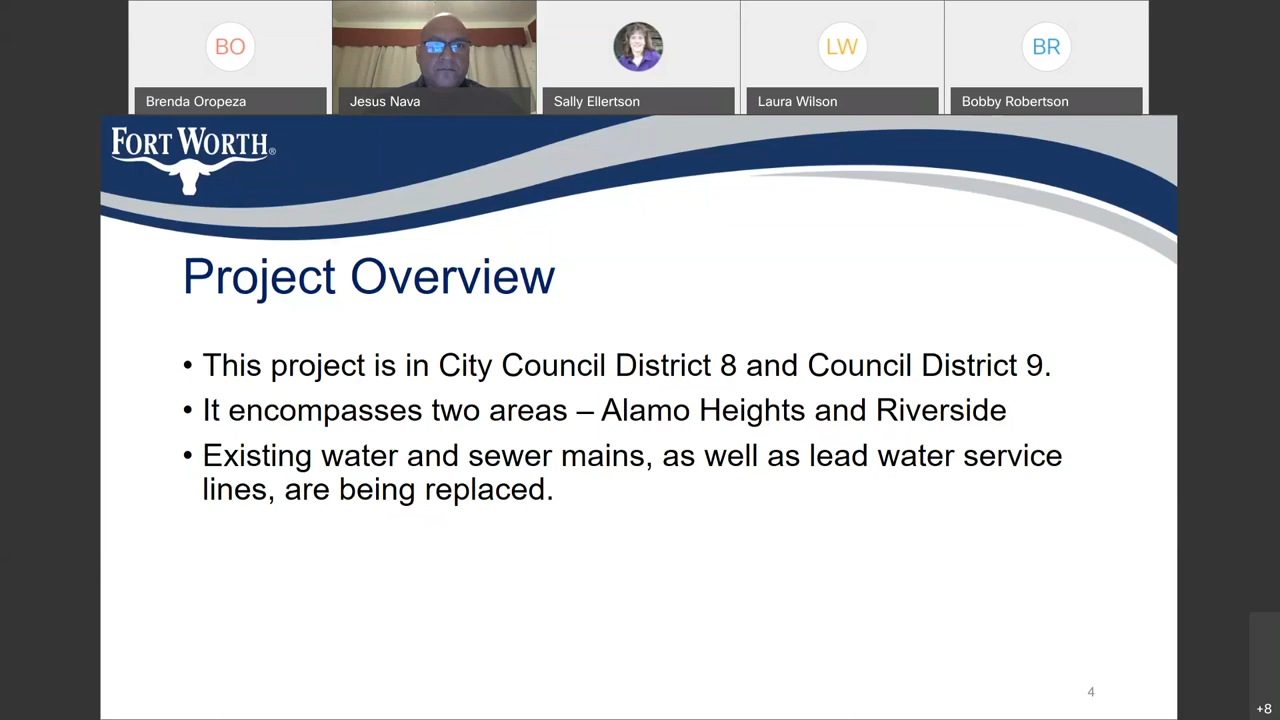 BO
LW
BR
Brenda Oropeza
Jesus Nava
Sally Ellertson
Laura Wilson
Bobby Robertson
FORT WORTH®
Project Overview
• This project is in City Council District 8 and Council District 9.
• It encompasses two areas – Alamo Heights and Riverside
• Existing water and sewer mains, as well as lead water service
lines, are being replaced.
4
+8